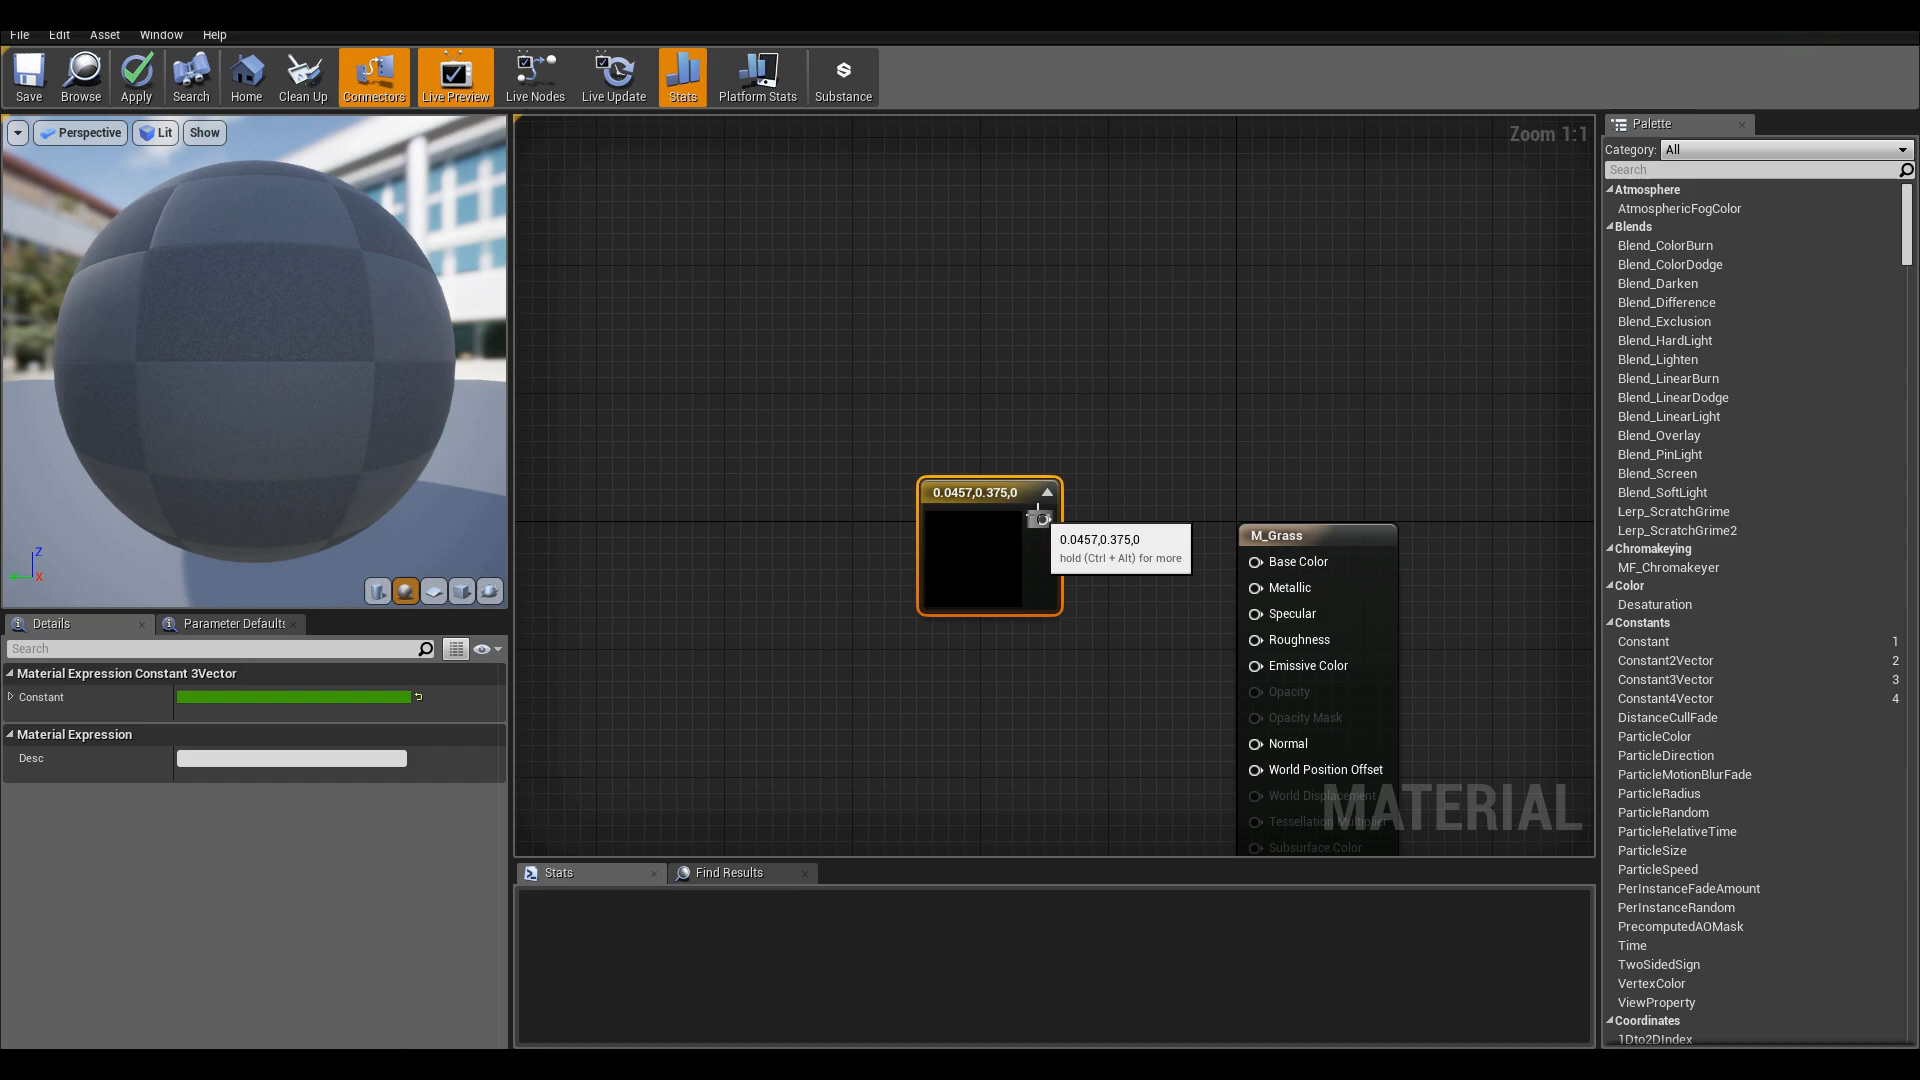 File Edit Asset Window Help
Save Browse Apply Search Home Clean Up Connectors Live Preview Live Nodes Live Update Stats Platform Stats Substance
Perspective Lit Show
Z
X
Details Parameter Defaults
Search
Material Expression Constant 3Vector
Constant
Material Expression
Desc
Zoom 1:1
0.0457,0.375,0
0.0457,0.375,0
hold (Ctrl + Alt) for more
M_Grass
Base Color
Metallic
Specular
Roughness
Emissive Color
Opacity
Opacity Mask
Normal
World Position Offset
World Displacement
Tessellation Multiplier
Subsurface Color
MATERIAL
Stats Find Results
Palette
Category: All
Search
Atmosphere
AtmosphericFogColor
Blends
Blend_ColorBurn
Blend_ColorDodge
Blend_Darken
Blend_Difference
Blend_Exclusion
Blend_HardLight
Blend_Lighten
Blend_LinearBurn
Blend_LinearDodge
Blend_LinearLight
Blend_Overlay
Blend_PinLight
Blend_Screen
Blend_SoftLight
Lerp_ScratchGrime
Lerp_ScratchGrime2
Chromakeying
MF_Chromakeyer
Color
Desaturation
Constants
Constant 1
Constant2Vector 2
Constant3Vector 3
Constant4Vector 4
DistanceCullFade
ParticleColor
ParticleDirection
ParticleMotionBlurFade
ParticleRadius
ParticleRandom
ParticleRelativeTime
ParticleSize
ParticleSpeed
PerInstanceFadeAmount
PerInstanceRandom
PrecomputedAOMask
Time
TwoSidedSign
VertexColor
ViewProperty
Coordinates
1Dto2DIndex